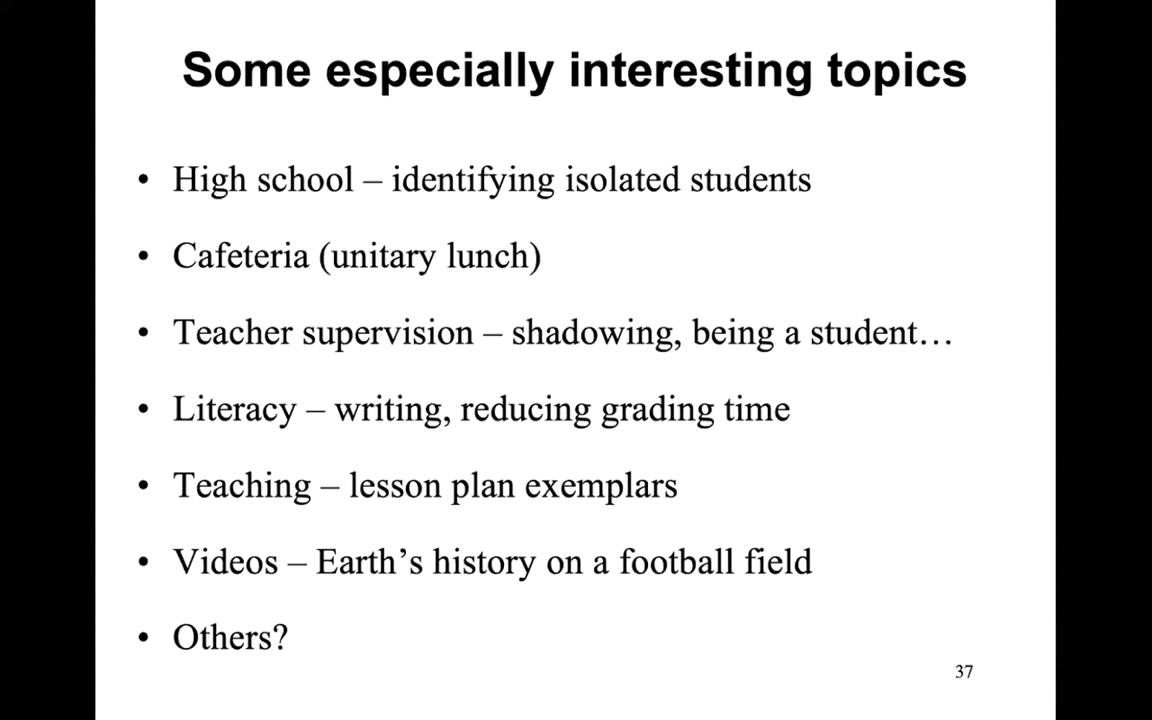 Some especially interesting topics
• High school – identifying isolated students
• Cafeteria (unitary lunch)
• Teacher supervision – shadowing, being a student…
• Literacy – writing, reducing grading time
• Teaching – lesson plan exemplars
• Videos – Earth’s history on a football field
• Others?
37